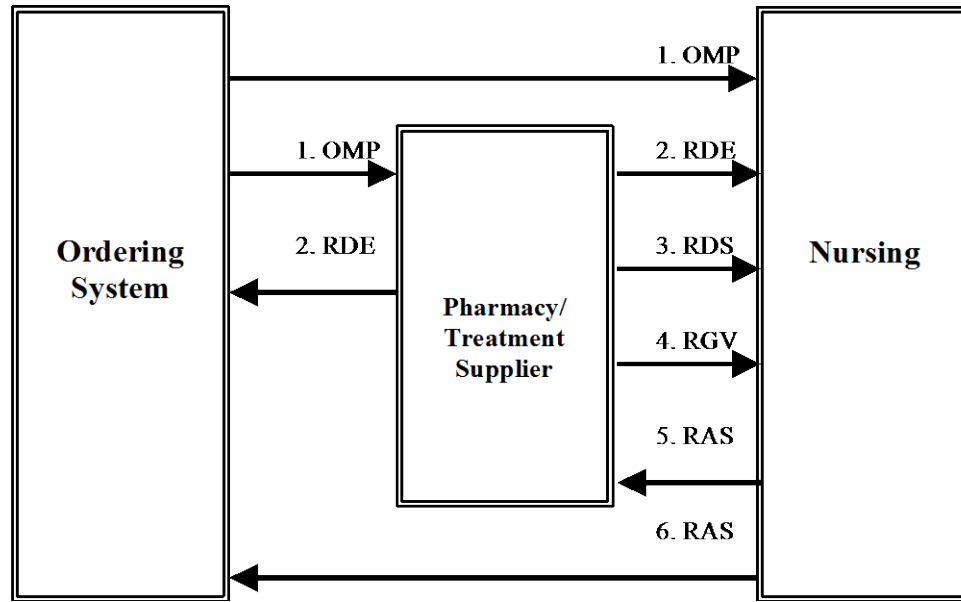 1. OMP
1. OMP
2. RDE
2. RDE
3. RDS
Ordering
System
Nursing
Pharmacy/
Treatment
Supplier
4. RGV
5. RAS
6. RAS